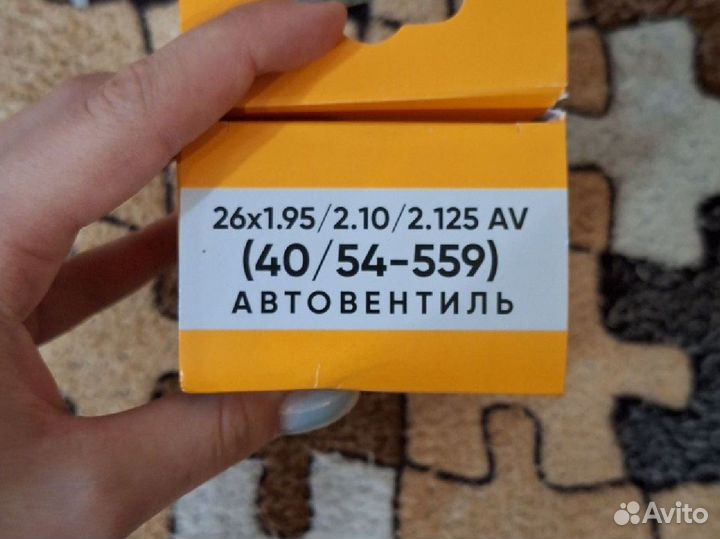 26x1.95/2.10/2.125 AV
(40/54-559)
АВТОВЕНТИЛЬ
Avito